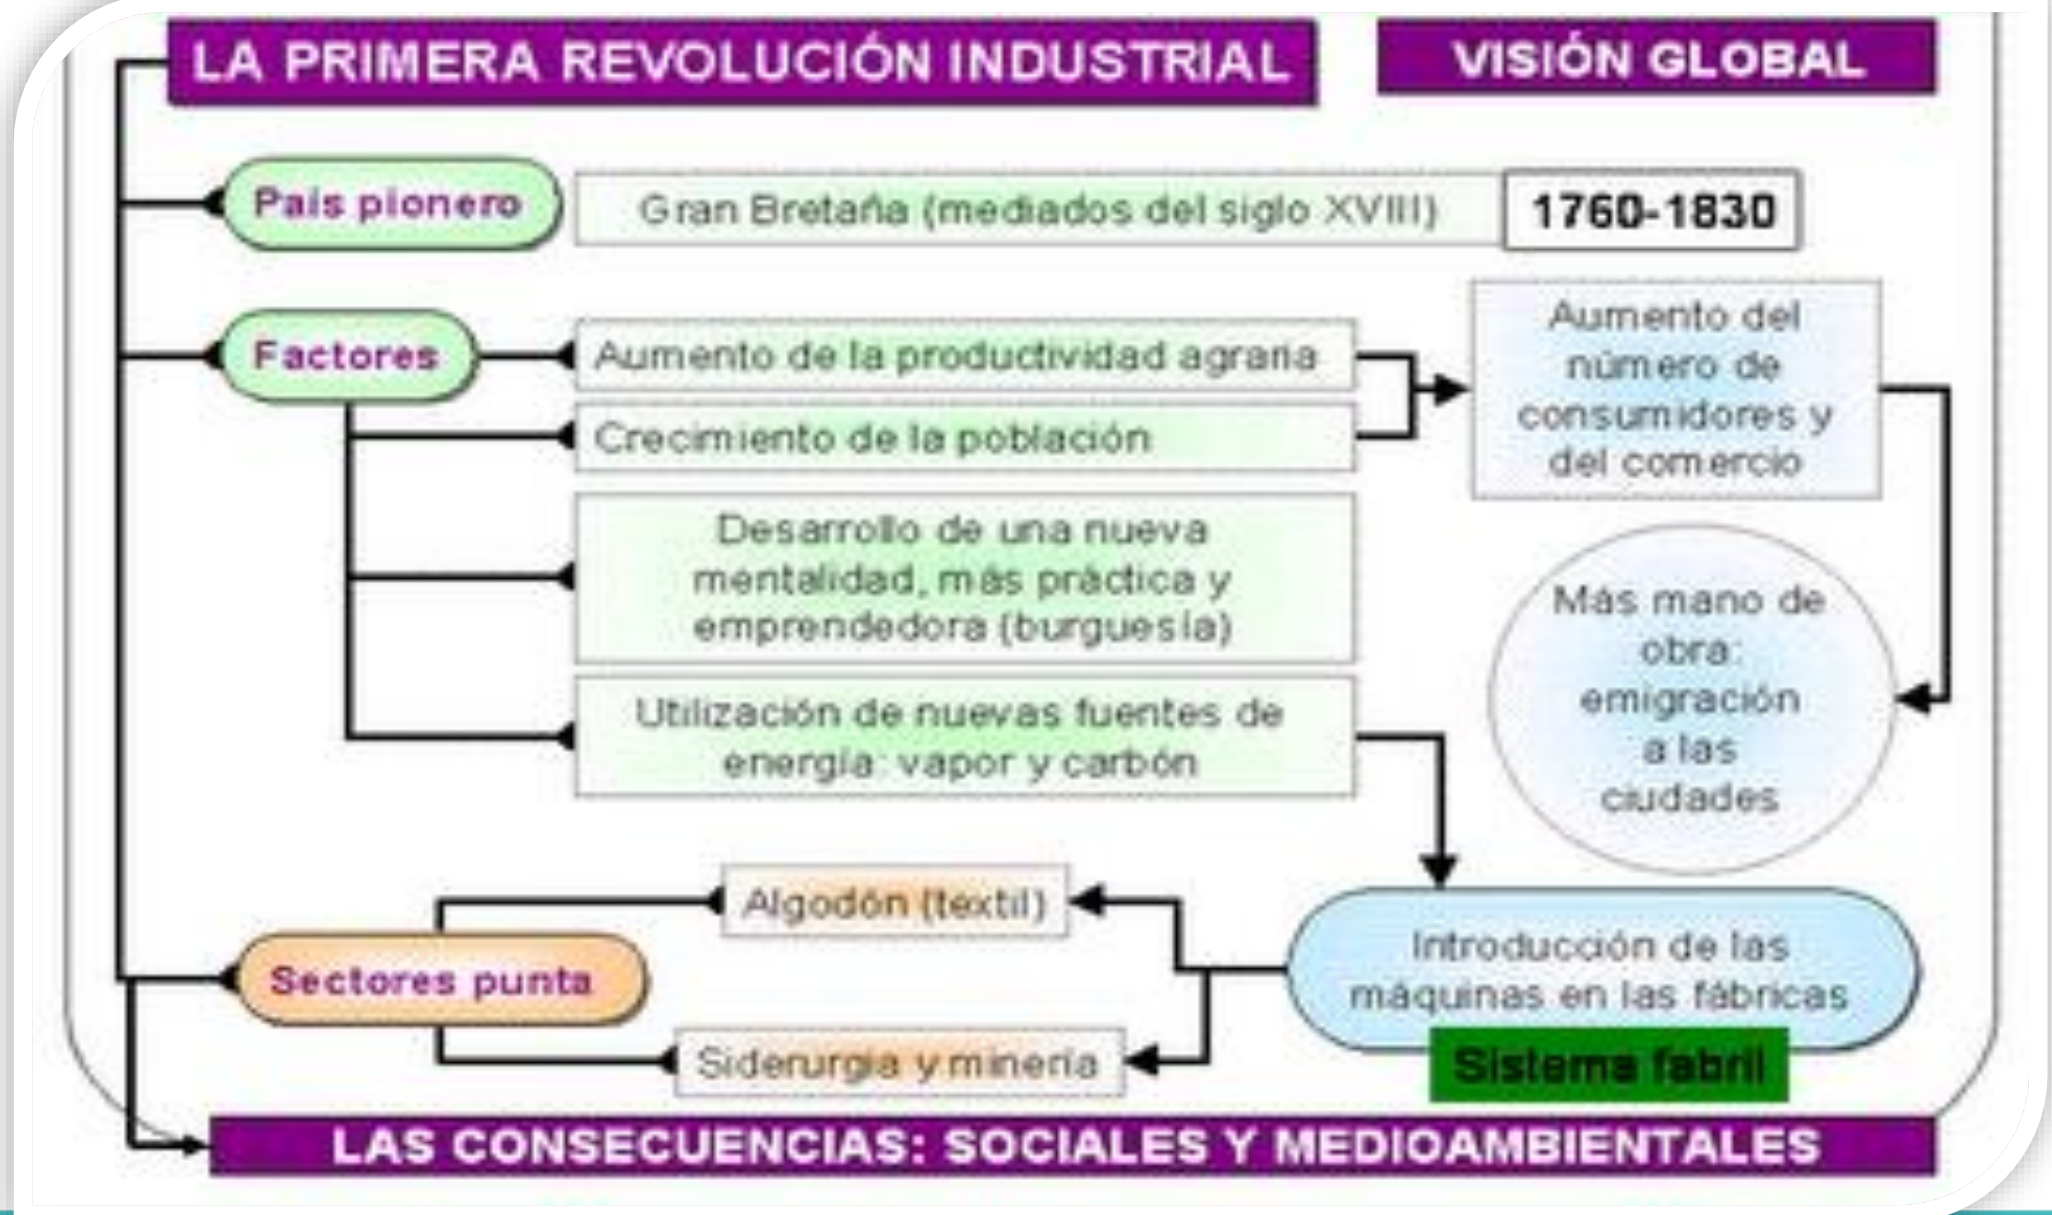 LA PRIMERA REVOLUCIÓN INDUSTRIAL
VISIÓN GLOBAL
País pionero
Gran Bretaña (mediados del siglo XVIII)
1760-1830
Factores
Aumento de la productividad agraria
Crecimiento de la población
Aumento del
número de
consumidores y
del comercio
Desarrollo de una nueva
mentalidad, más práctica y
emprendedora (burguesía)
Más mano de
obra:
emigración
a las
ciudades
Utilización de nuevas fuentes de
energía: vapor y carbón
Algodón (textil)
Sectores punta
Siderurgia y minería
Introducción de las
máquinas en las fábricas
Sistema fabril
LAS CONSECUENCIAS: SOCIALES Y MEDIOAMBIENTALES